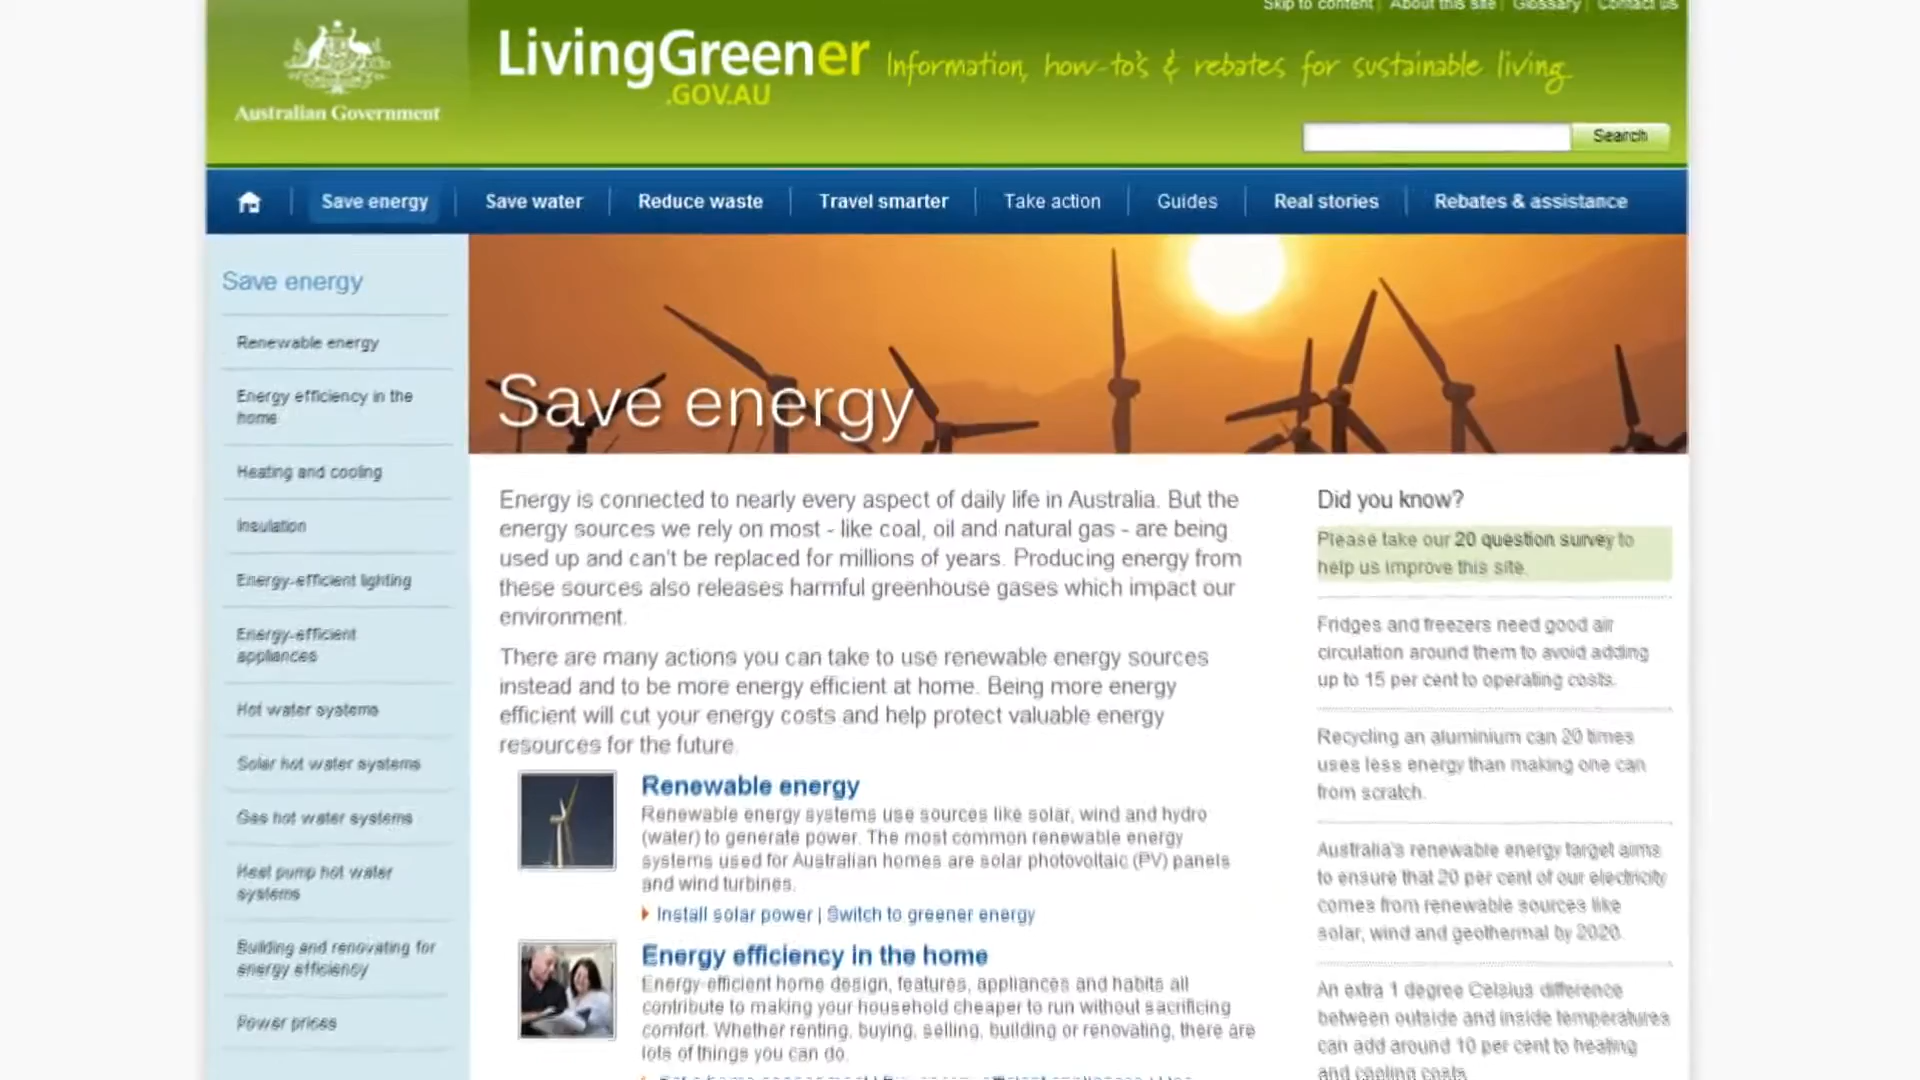 Skip to content | About this site | Glossary | Contact us
Australian Government
LivingGreener
.GOV.AU
Information, how-to's & rebates for sustainable living
Search
Save energy
Save water
Reduce waste
Travel smarter
Take action
Guides
Real stories
Rebates & assistance
Save energy
Renewable energy
Energy efficiency in the
home
Heating and cooling
Insulation
Energy-efficient lighting
Energy-efficient
appliances
Hot water systems
Solar hot water systems
Gas hot water systems
Heat pump hot water
systems
Building and renovating for
energy efficiency
Power prices
Save energy
Energy is connected to nearly every aspect of daily life in Australia. But the
energy sources we rely on most - like coal, oil and natural gas - are being
used up and can't be replaced for millions of years. Producing energy from
these sources also releases harmful greenhouse gases which impact our
environment.
There are many actions you can take to use renewable energy sources
instead and to be more energy efficient at home. Being more energy
efficient will cut your energy costs and help protect valuable energy
resources for the future.
Renewable energy
Renewable energy systems use sources like solar, wind and hydro
(water) to generate power. The most common renewable energy
systems used for Australian homes are solar photovoltaic (PV) panels
and wind turbines.
Install solar power | Switch to greener energy
Energy efficiency in the home
Energy-efficient home design, features, appliances and habits all
contribute to making your household cheaper to run without sacrificing
comfort. Whether renting, buying, selling, building or renovating, there are
lots of things you can do.
Did you know?
Please take our 20 question survey to
help us improve this site.
Fridges and freezers need good air
circulation around them to avoid adding
up to 15 per cent to operating costs.
Recycling an aluminium can 20 times
uses less energy than making one can
from scratch.
Australia's renewable energy target aims
to ensure that 20 per cent of our electricity
comes from renewable sources like
solar, wind and geothermal by 2020.
An extra 1 degree Celsius difference
between outside and inside temperatures
can add around 10 per cent to heating
and cooling costs.